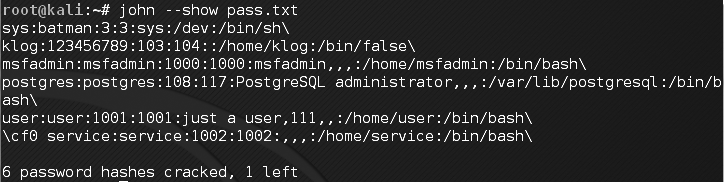 root@kali:~# john --show pass.txt
sys:batman:3:3:sys:/dev:/bin/sh\
klog:123456789:103:104::/home/klog:/bin/false\
msfadmin:msfadmin:1000:1000:msfadmin,,,:/home/msfadmin:/bin/bash\
postgres:postgres:108:117:PostgreSQL administrator,,,:/var/lib/postgresql:/bin/b
ash\
user:user:1001:1001:just a user,111,,:/home/user:/bin/bash\
\cf0 service:service:1002:1002:,,,:/home/service:/bin/bash\
6 password hashes cracked, 1 left